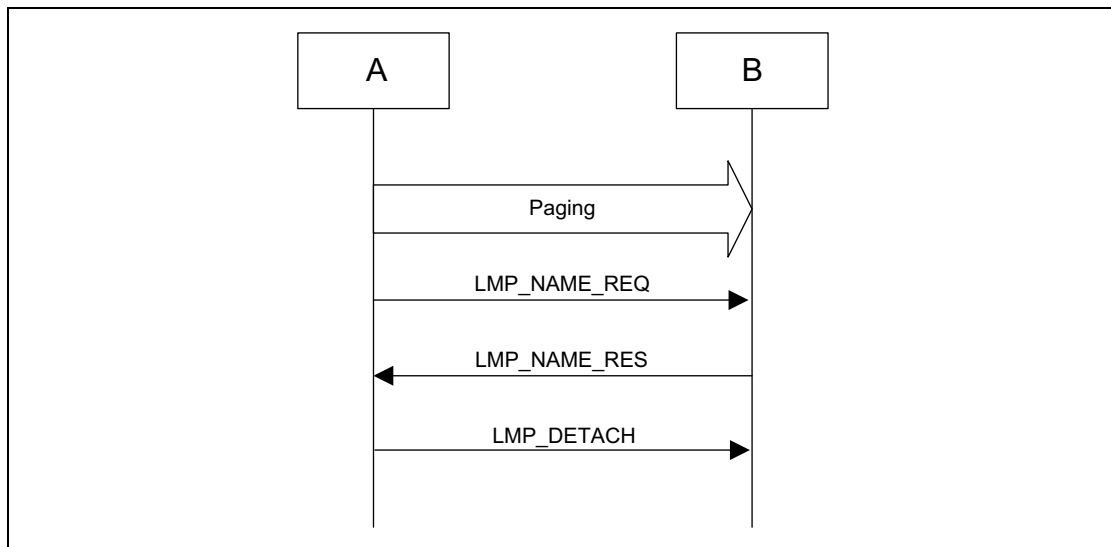 A
B
Paging
LMP_NAME_REQ
LMP_NAME_RES
LMP_DETACH